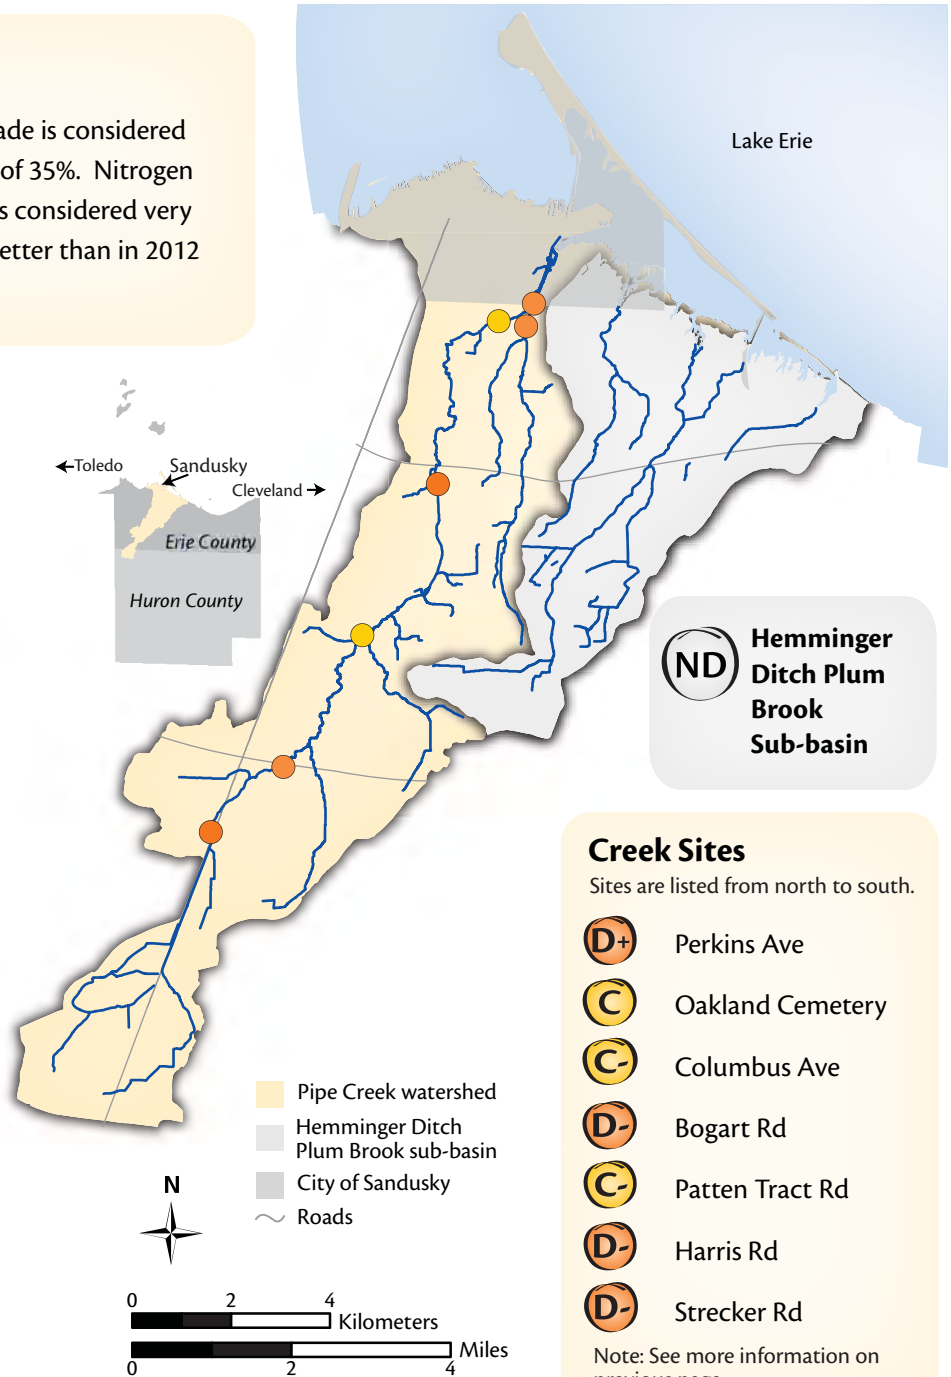 ade is considered
of 35%. Nitrogen
s considered very
etter than in 2012
Lake Erie
Toledo
Sandusky
Cleveland
Erie County
Huron County
ND
Hemminger
Ditch Plum
Brook
Sub-basin
Creek Sites
Sites are listed from north to south.
D+ Perkins Ave
C Oakland Cemetery
C- Columbus Ave
D- Bogart Rd
C- Patten Tract Rd
D- Harris Rd
D- Strecker Rd
Note: See more information on
Pipe Creek watershed
Hemminger Ditch
Plum Brook sub-basin
City of Sandusky
Roads
N
0 2 4
Kilometers
Miles
0 2 4